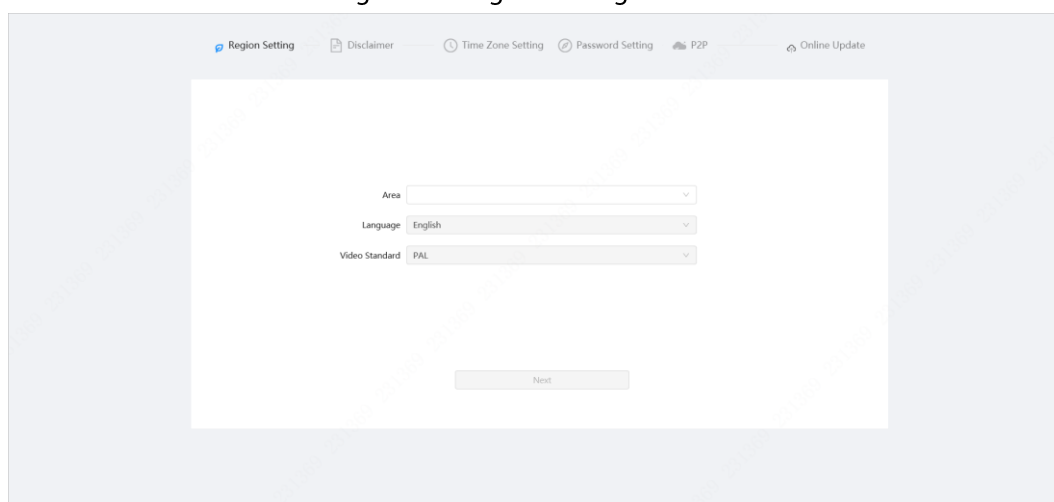 Region Setting Disclaimer Time Zone Setting Password Setting P2P Online Update
Area
Language English
Video Standard PAL
Next